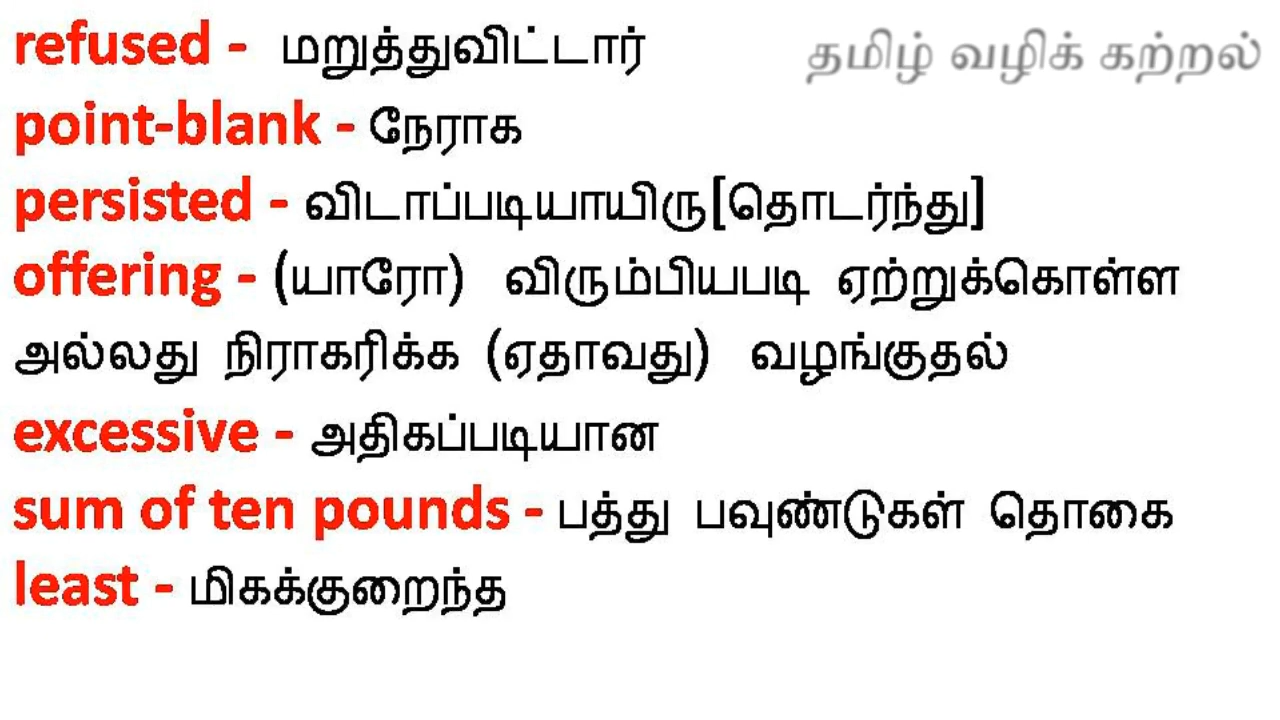 refused - மறுத்துவிட்டார்
தமிழ் வழிக் கற்றல்
point-blank - நேராக
persisted - விடாப்படியாயிரு[தொடர்ந்து]
offering - (யாரோ) விரும்பியபடி ஏற்றுக்கொள்ள
அல்லது நிராகரிக்க (ஏதாவது) வழங்குதல்
excessive - அதிகப்படியான
sum of ten pounds - பத்து பவுண்டுகள் தொகை
least - மிகக்குறைந்த